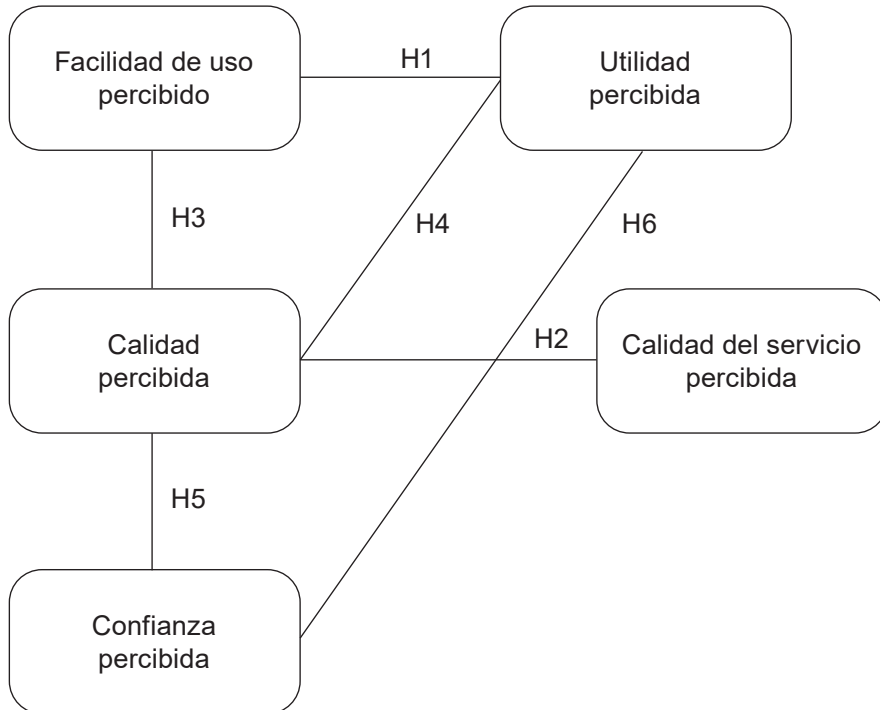 Facilidad de uso
percibido
H1
Utilidad
percibida
H3
H4
H6
Calidad
percibida
H2
Calidad del servicio
percibida
H5
Confianza
percibida